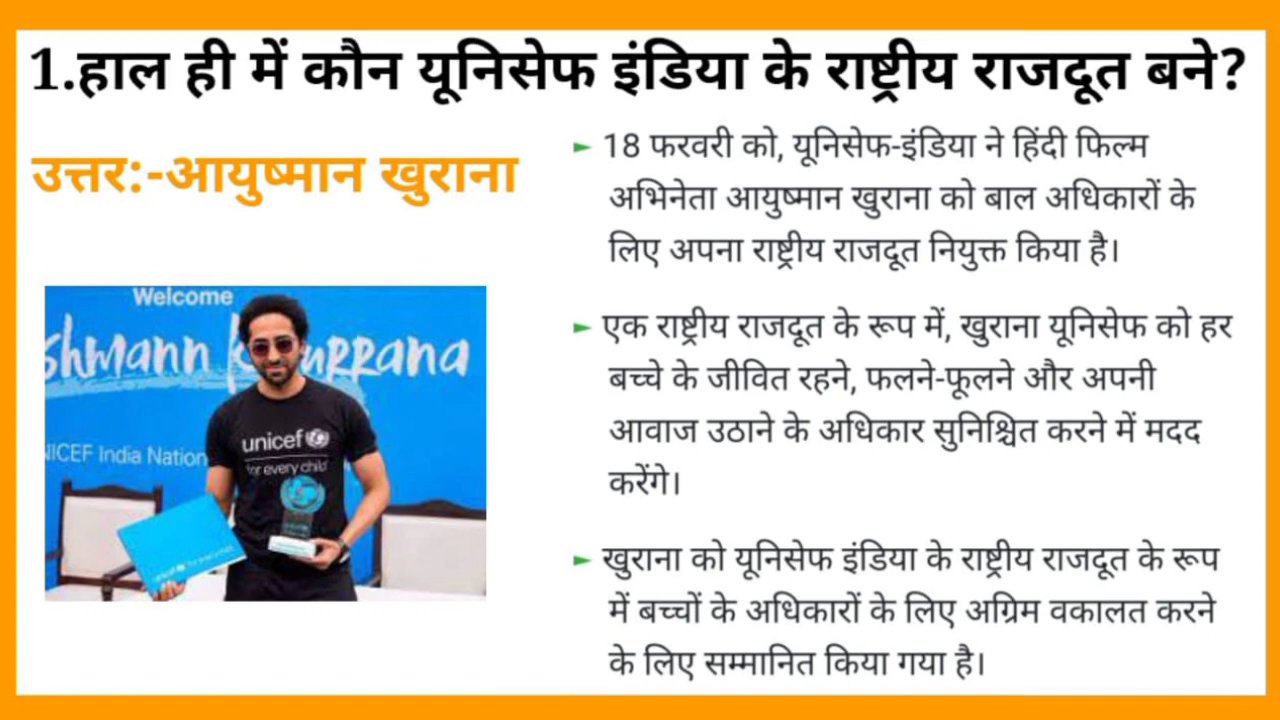 1.हाल ही में कौन यूनिसेफ इंडिया के राष्ट्रीय राजदूत बने?
उत्तर:-आयुष्मान खुराना
Welcome
shmann K urrana
NICEF India Nation
unicef
for every child
► 18 फरवरी को, यूनिसेफ-इंडिया ने हिंदी फिल्म
अभिनेता आयुष्मान खुराना को बाल अधिकारों के
लिए अपना राष्ट्रीय राजदूत नियुक्त किया है।
► एक राष्ट्रीय राजदूत के रूप में, खुराना यूनिसेफ को हर
बच्चे के जीवित रहने, फलने-फूलने और अपनी
आवाज उठाने के अधिकार सुनिश्चित करने में मदद
करेंगे।
► खुराना को यूनिसेफ इंडिया के राष्ट्रीय राजदूत के रूप
में बच्चों के अधिकारों के लिए अग्रिम वकालत करने
के लिए सम्मानित किया गया है।